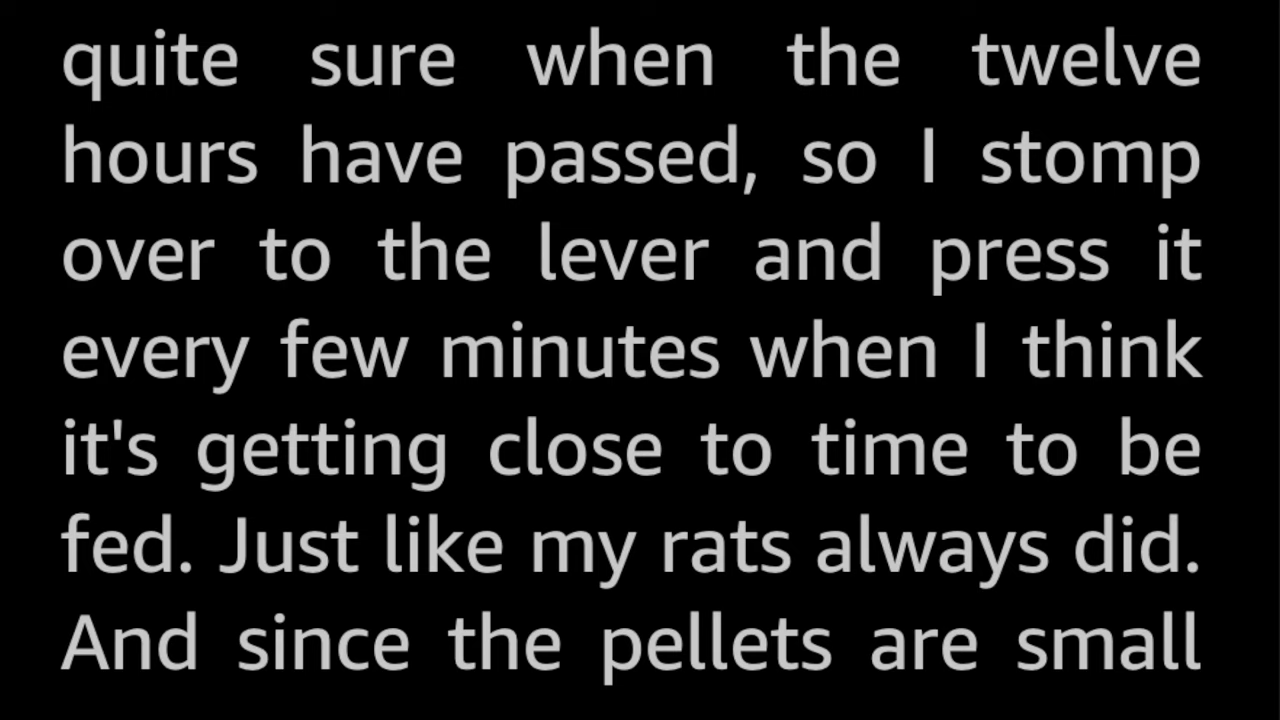 quite sure when the twelve
hours have passed, so I stomp
over to the lever and press it
every few minutes when I think
it's getting close to time to be
fed. Just like my rats always did.
And since the pellets are small